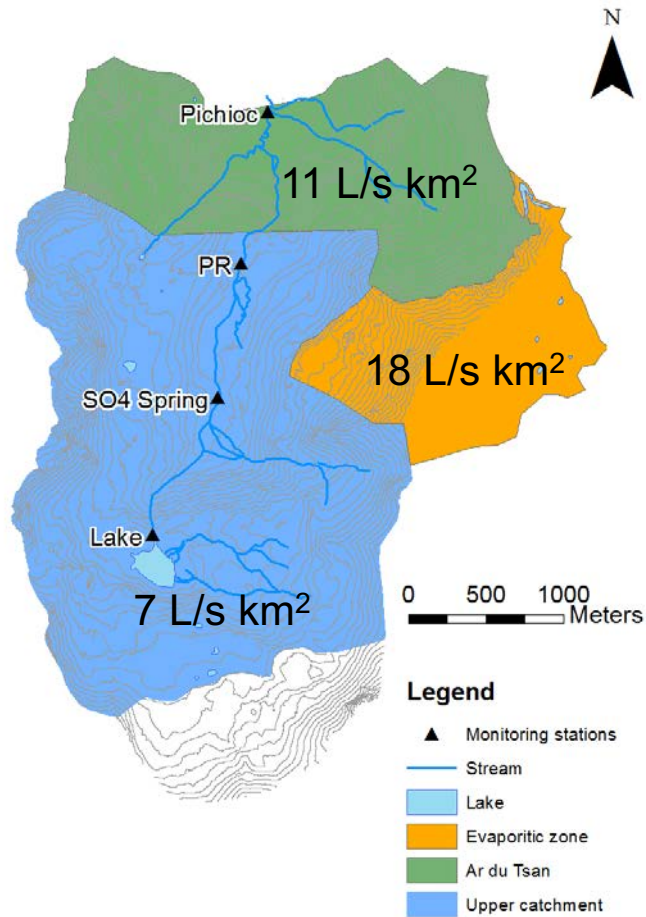 N
Pichioc
11 L/s km²
PR
18 L/s km²
SO4 Spring
Lake
7 L/s km²
0 500 1000
Meters
Legend
Monitoring stations
Stream
Lake
Evaporitic zone
Ar du Tsan
Upper catchment